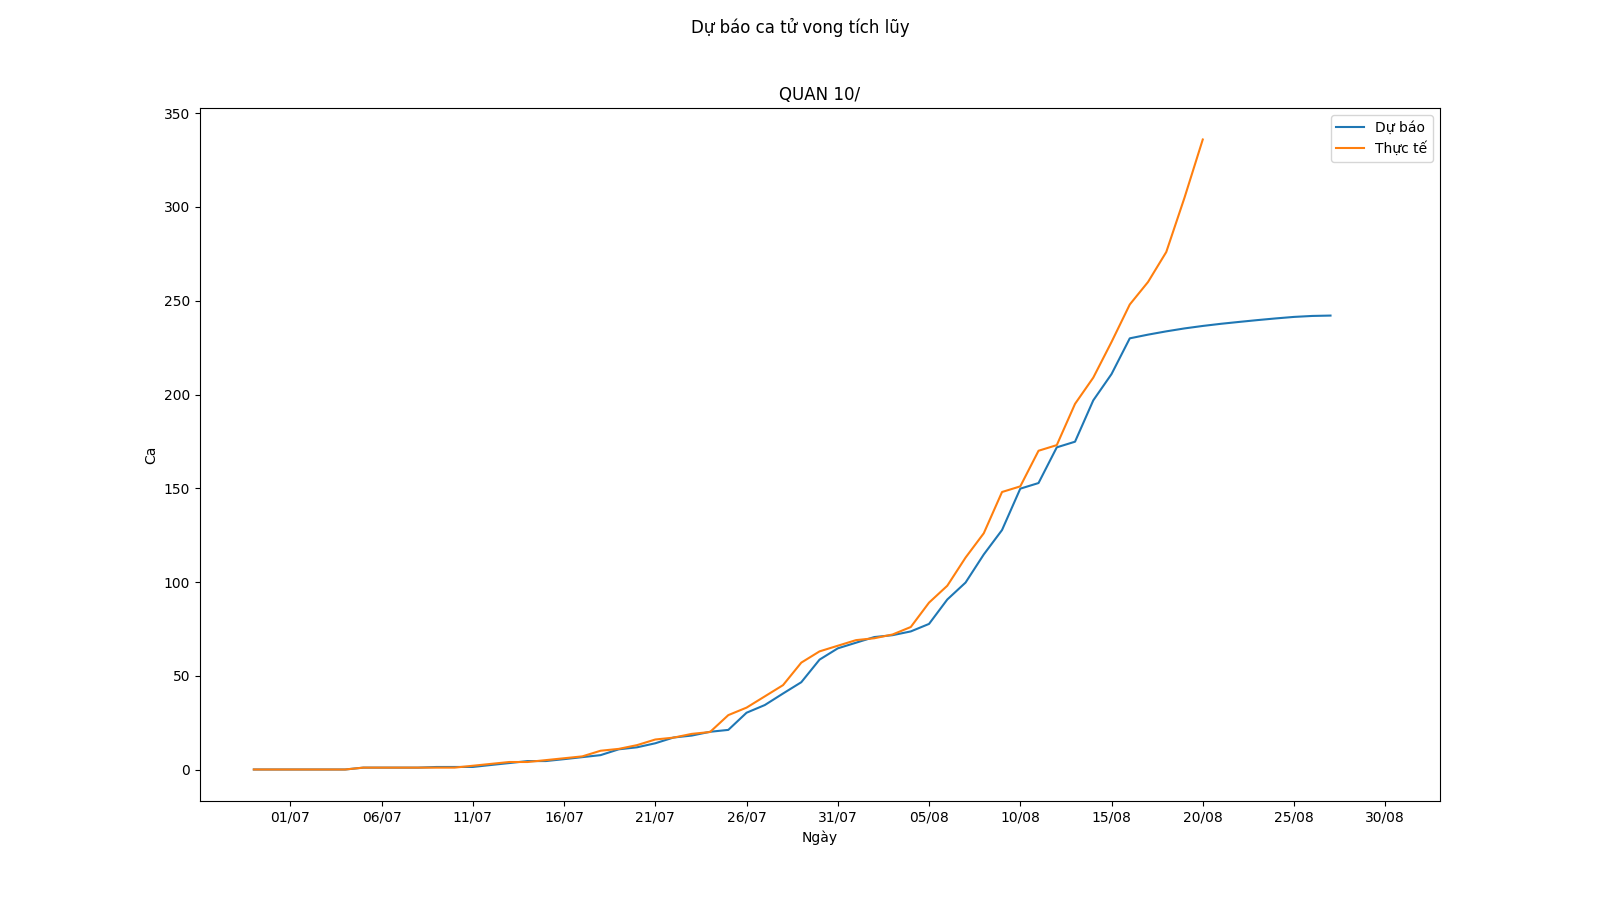 Dự báo ca tử vong tích lũy
QUAN 10/
350
300
250
200
150
100
50
0
Ca
Dự báo
Thực tế
01/07 06/07 11/07 16/07 21/07 26/07 31/07 05/08 10/08 15/08 20/08 25/08 30/08
Ngày